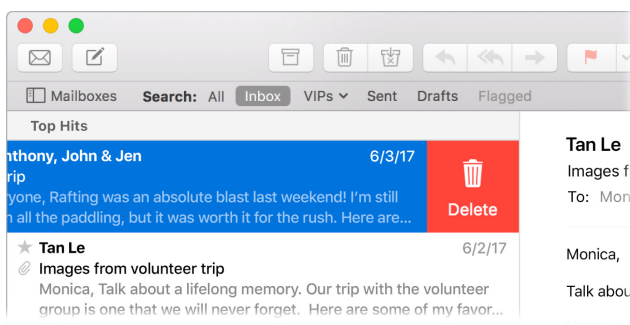 Mailboxes Search: All Inbox VIPs Sent Drafts Flagged
Top Hits
nthony, John & Jen 6/3/17
rip
yone, Rafting was an absolute blast last weekend! I'm still
all the paddling, but it was worth it for the rush. Here are...
Delete
Tan Le 6/2/17
Images from volunteer trip
Monica, Talk about a lifelong memory. Our trip with the volunteer
group is one that we will never forget. Here are some of my favor...
Tan Le
Images f
To: Mon
Monica,
Talk abou